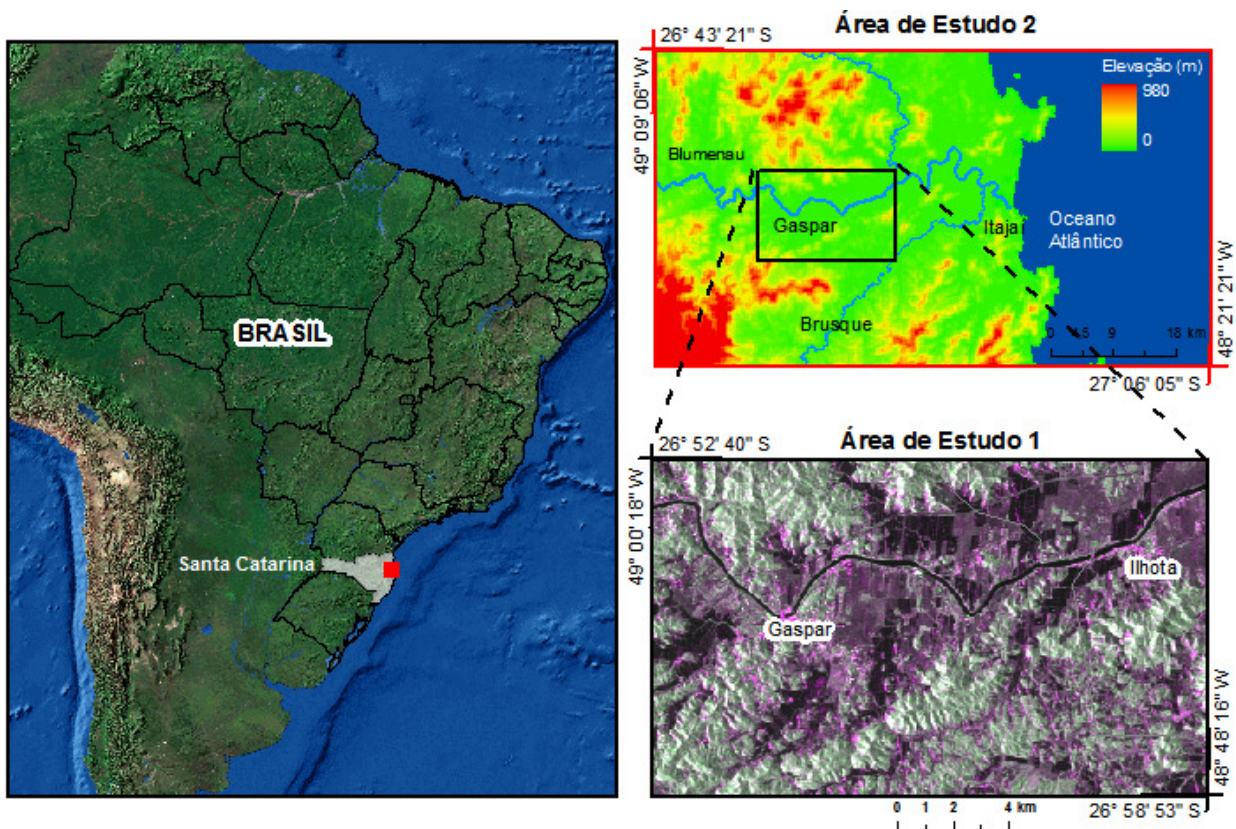 BRASIL
Santa Catarina
Área de Estudo 2
26° 43' 21" S
49° 09' 06" W
Elevação (m)
980
0
Blumenau
Gaspar
Itajaí
Oceano
Atlântico
Brusque
0 4,5 9 18 km
48° 21' 21" W
27° 06' 05" S
Área de Estudo 1
26° 52' 40" S
49° 00' 18" W
Ilhota
Gaspar
48° 48' 16" W
0 1 2 4 km
26° 58' 53" S